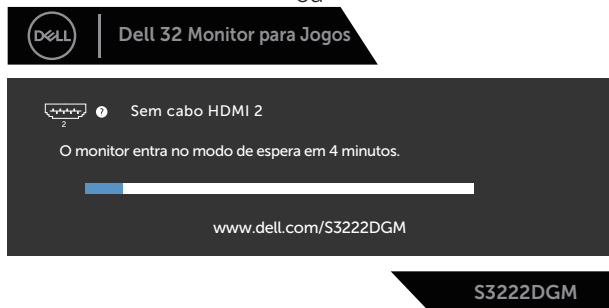 DELL
Dell 32 Monitor para Jogos
2 ? Sem cabo HDMI 2
O monitor entra no modo de espera em 4 minutos.
www.dell.com/S3222DGM
S3222DGM